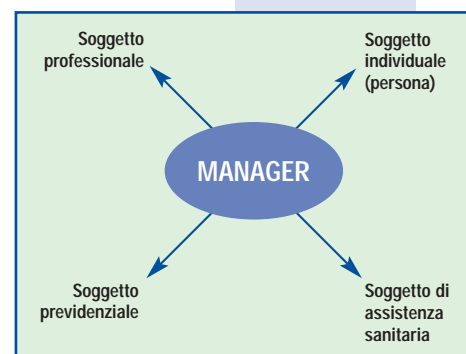 Soggetto
professionale
Soggetto
individuale
(persona)
MANAGER
Soggetto
previdenziale
Soggetto di
assistenza
sanitaria